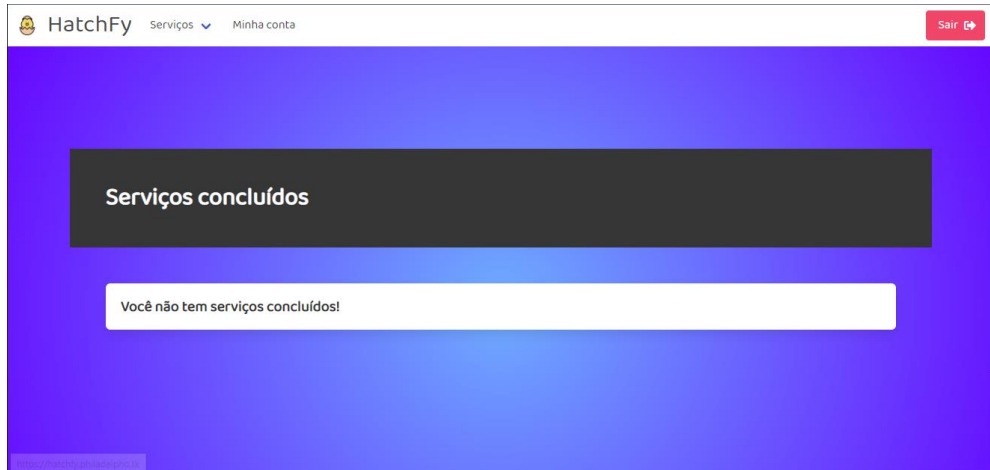 HatchFy Serviços Minha conta Sair
Serviços concluídos
Você não tem serviços concluídos!